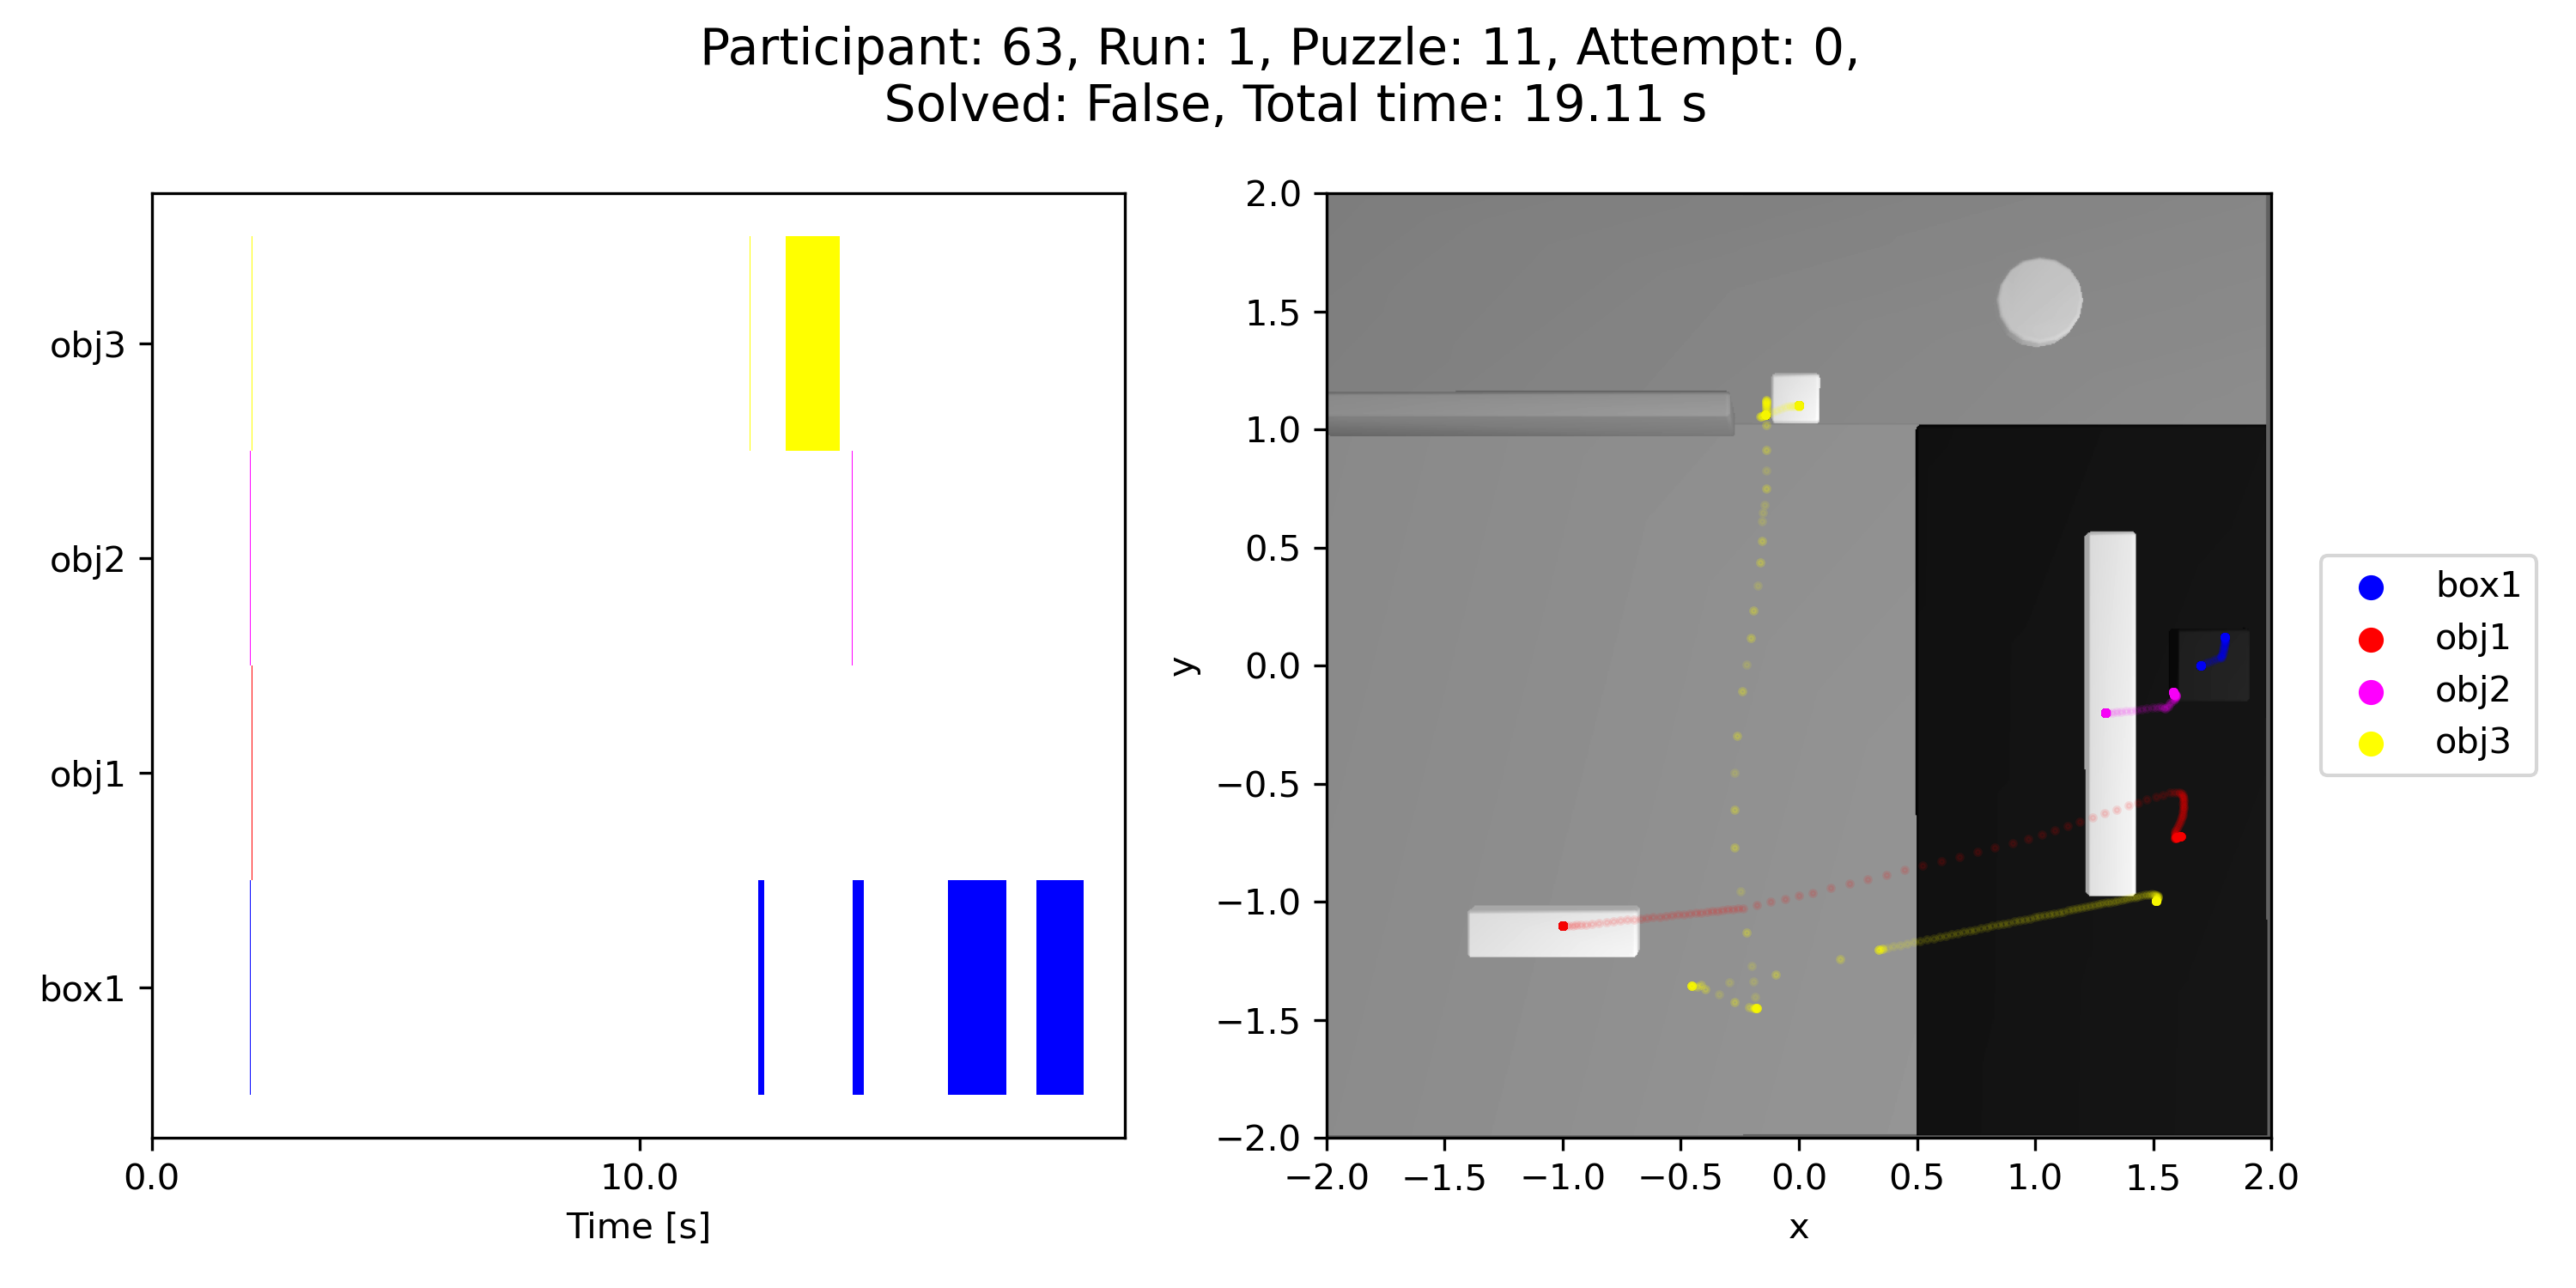 Participant: 63, Run: 1, Puzzle: 11, Attempt: 0,
Solved: False, Total time: 19.11 s
obj3
obj2
obj1
box1
0.0
10.0
Time [s]
2.0
1.5
1.0
0.5
0.0
−0.5
−1.0
−1.5
−2.0
y
−2.0
−1.5
−1.0
−0.5
0.0
0.5
1.0
1.5
2.0
x
box1
obj1
obj2
obj3